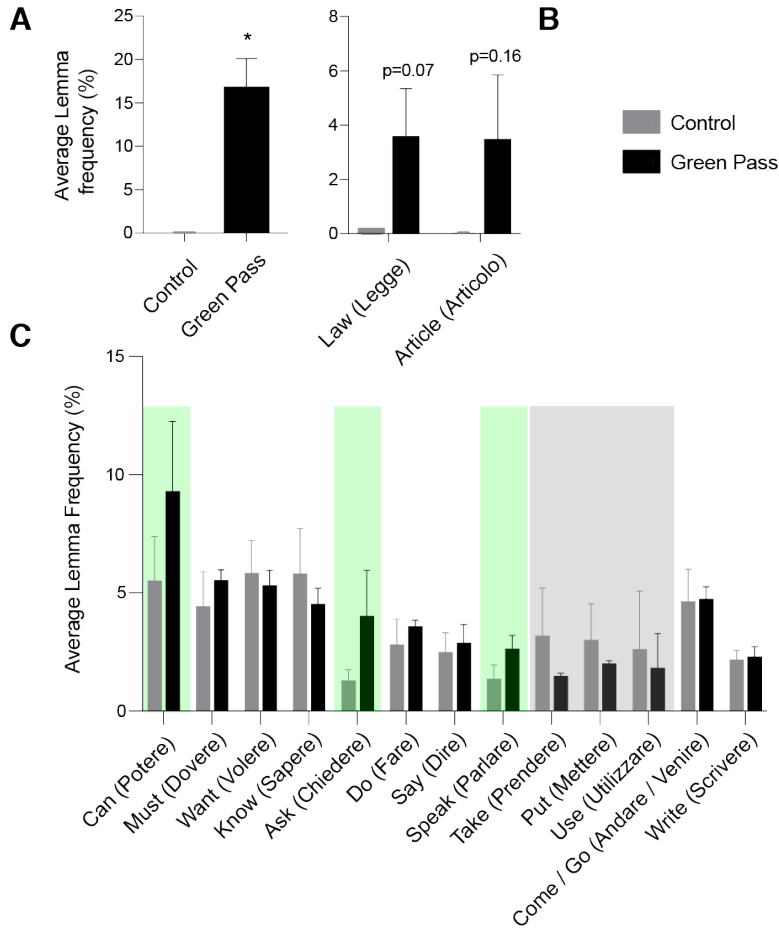 A
B
Average Lemma
frequency (%)
25
20
15
10
5
0
*
Control
Green Pass
8
6
4
2
0
p=0.07
p=0.16
Law (Legge)
Article (Articolo)
Control
Green Pass
C
Average Lemma Frequency (%)
15
10
5
0
Can (Potere)
Must (Dovere)
Want (Volere)
Know (Sapere)
Ask (Chiedere)
Do (Fare)
Say (Dire)
Speak (Parlare)
Take (Prendere)
Put (Mettere)
Use (Utilizzare)
Come / Go (Andare / Venire)
Write (Scrivere)